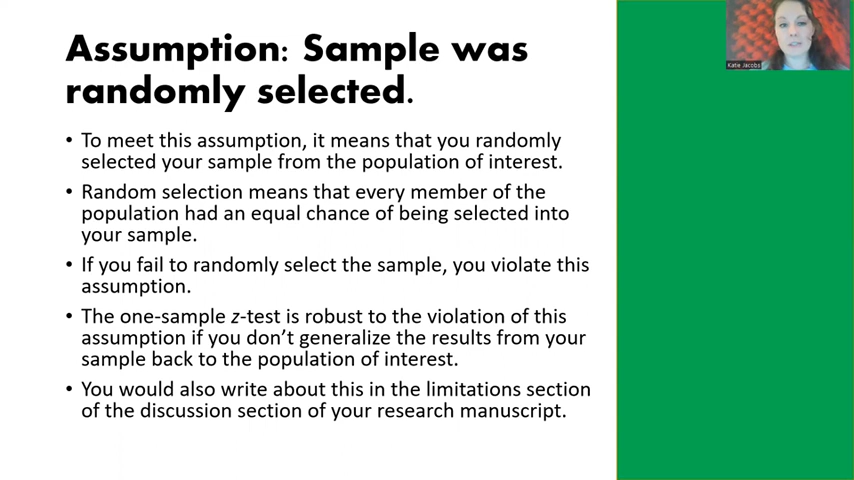 Assumption: Sample was
randomly selected.
• To meet this assumption, it means that you randomly
selected your sample from the population of interest.
• Random selection means that every member of the
population had an equal chance of being selected into
your sample.
• If you fail to randomly select the sample, you violate this
assumption.
• The one-sample z-test is robust to the violation of this
assumption if you don’t generalize the results from your
sample back to the population of interest.
• You would also write about this in the limitations section
of the discussion section of your research manuscript.
Katie Jacobs